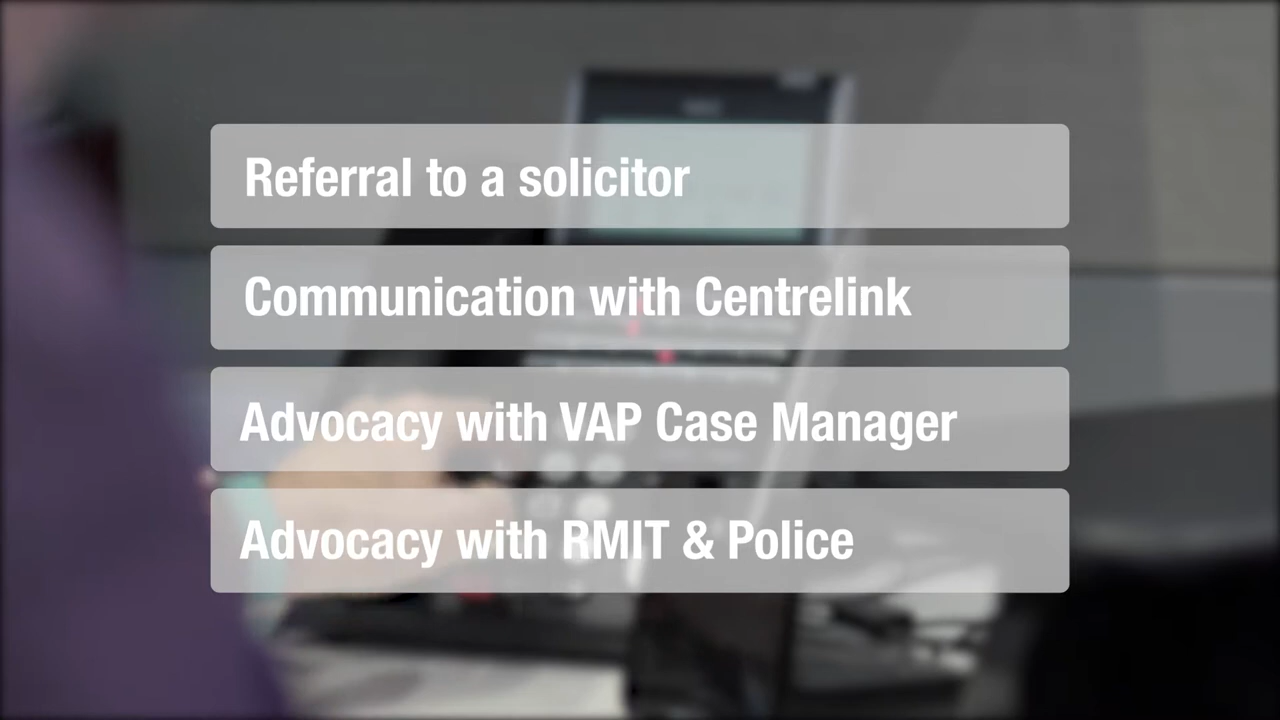 Referral to a solicitor
Communication with Centrelink
Advocacy with VAP Case Manager
Advocacy with RMIT & Police